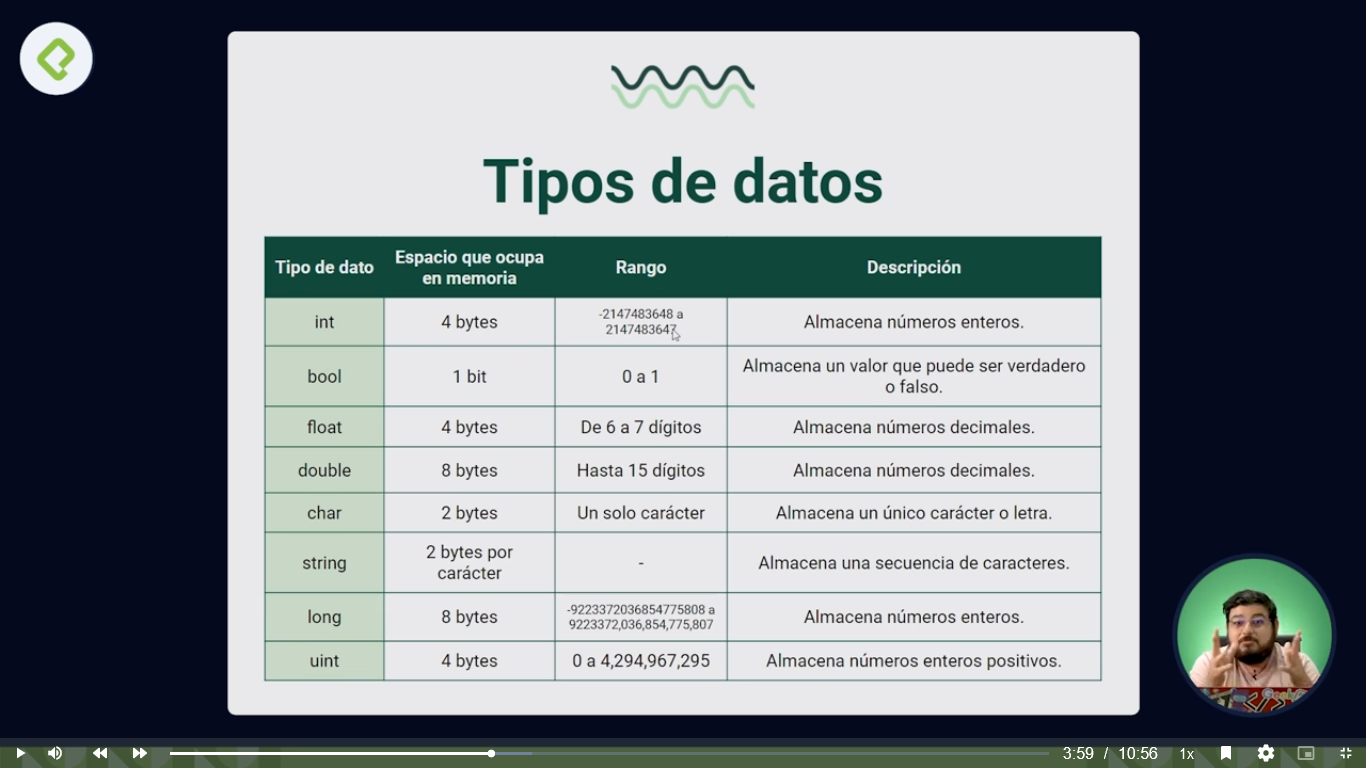 Tipos de datos
Tipo de dato
Espacio que ocupa
en memoria
Rango
Descripción
int
4 bytes
-2147483648 a
2147483647
Almacena números enteros.
bool
1 bit
0 a 1
Almacena un valor que puede ser verdadero
o falso.
float
4 bytes
De 6 a 7 dígitos
Almacena números decimales.
double
8 bytes
Hasta 15 dígitos
Almacena números decimales.
char
2 bytes
Un solo carácter
Almacena un único carácter o letra.
string
2 bytes por
carácter
-
Almacena una secuencia de caracteres.
long
8 bytes
-9223372036854775808 a
9223372,036,854,775,807
Almacena números enteros.
uint
4 bytes
0 a 4,294,967,295
Almacena números enteros positivos.
3:59 / 10:56 1x